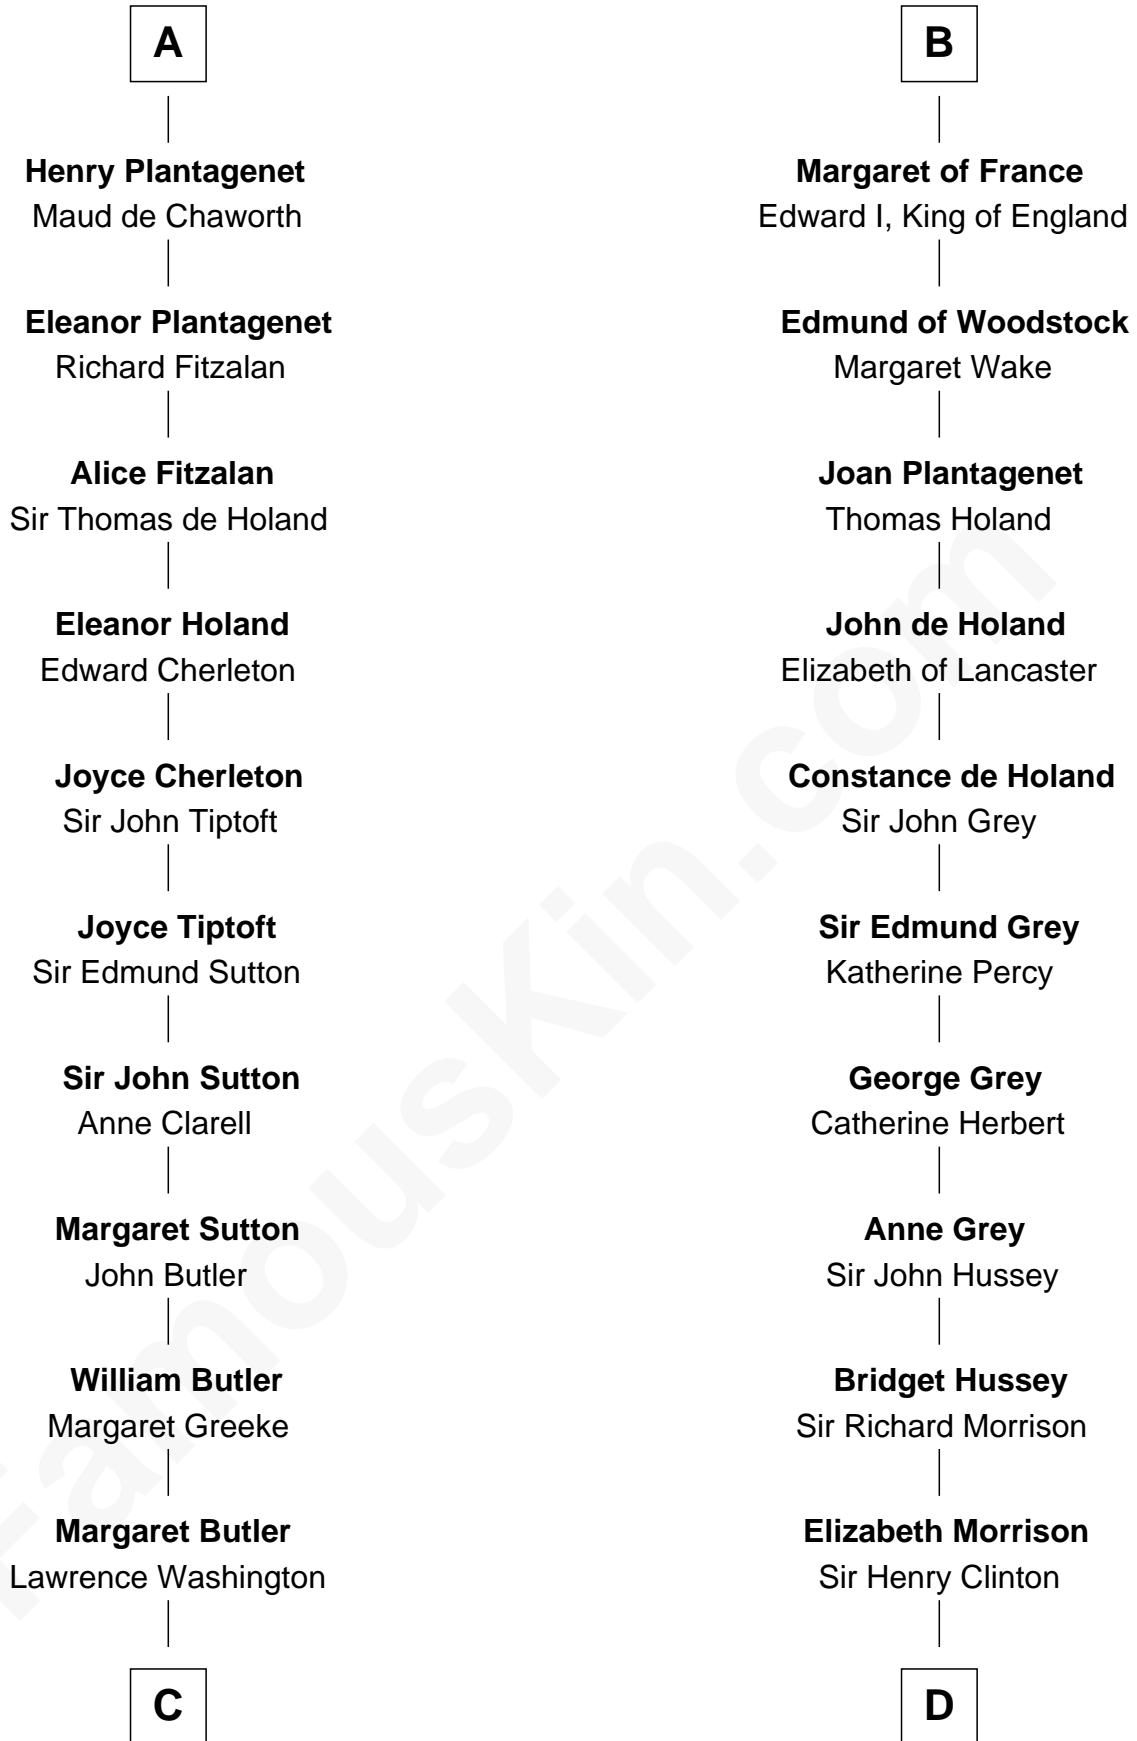 A
Henry Plantagenet
Maud de Chaworth
Eleanor Plantagenet
Richard Fitzalan
Alice Fitzalan
Sir Thomas de Holand
Eleanor Holand
Edward Cherleton
Joyce Cherleton
Sir John Tiptoft
Joyce Tiptoft
Sir Edmund Sutton
Sir John Sutton
Anne Clarell
Margaret Sutton
John Butler
William Butler
Margaret Greeke
Margaret Butler
Lawrence Washington
C
B
Margaret of France
Edward I, King of England
Edmund of Woodstock
Margaret Wake
Joan Plantagenet
Thomas Holand
John de Holand
Elizabeth of Lancaster
Constance de Holand
Sir John Grey
Sir Edmund Grey
Katherine Percy
George Grey
Catherine Herbert
Anne Grey
Sir John Hussey
Bridget Hussey
Sir Richard Morrison
Elizabeth Morrison
Sir Henry Clinton
D
FamousKin.com